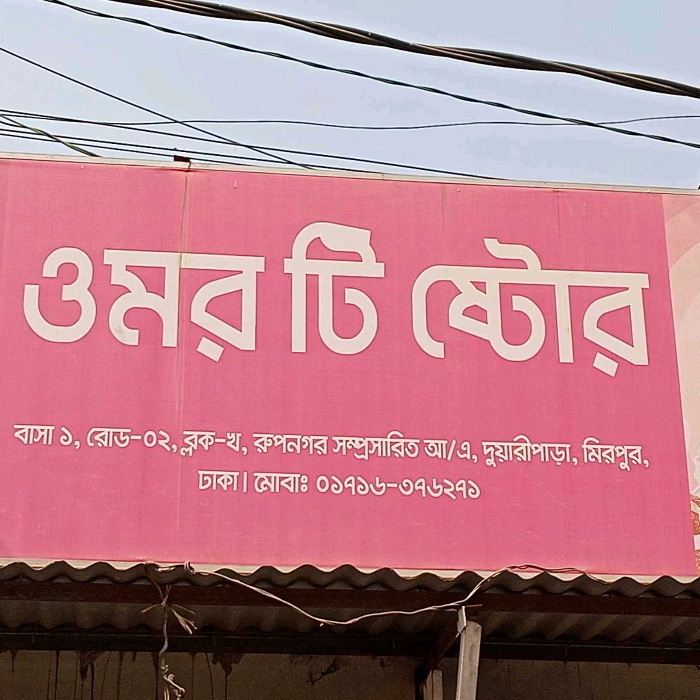 ওমর টি ষ্টোর
বাসা ১, রোড-০২, ব্লক-খ, রুপনগর সম্প্রসারিত আ/এ, দুয়ারীপাড়া, মিরপুর,
ঢাকা। মোবাঃ ০১৭১৬-৩৭৬২৭১